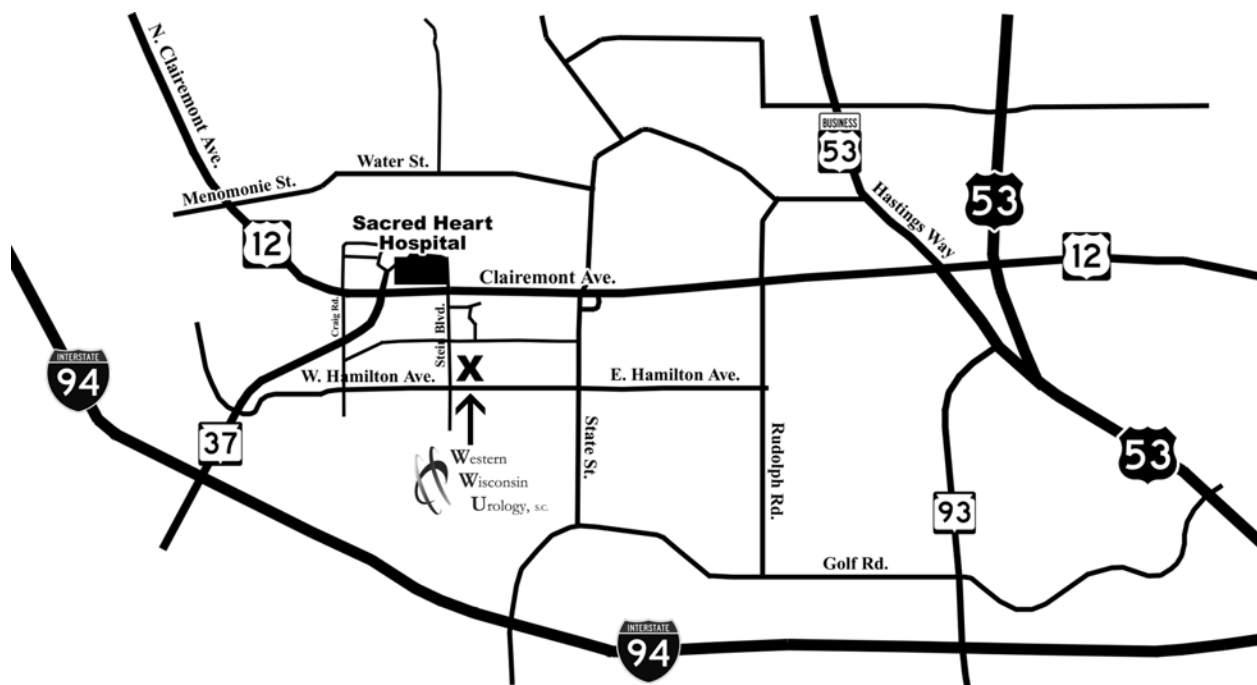 N. Clairemont Ave.
BUSINESS
53
Water St.
Menomonie St.
53
Hastings Way
Sacred Heart
Hospital
12
12
Clairemont Ave.
Craig Rd.
Stein Blvd.
INTERSTATE
94
X
W. Hamilton Ave.
E. Hamilton Ave.
37
State St.
Rudolph Rd.
53
Western
Wisconsin
Urology, S.C.
93
Golf Rd.
INTERSTATE
94